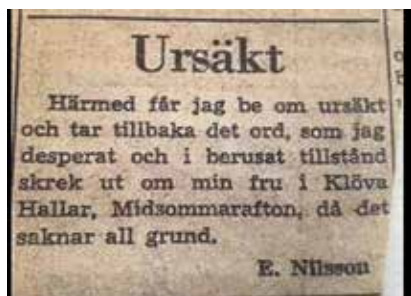 Ursäkt
Härmed får jag be om ursäkt
och tar tillbaka det ord, som jag
desperat och i berusat tillstånd
skrek ut om min fru i Klöva
Hallar, Midsommarafton, då det
saknar all grund.
E. Nilsson